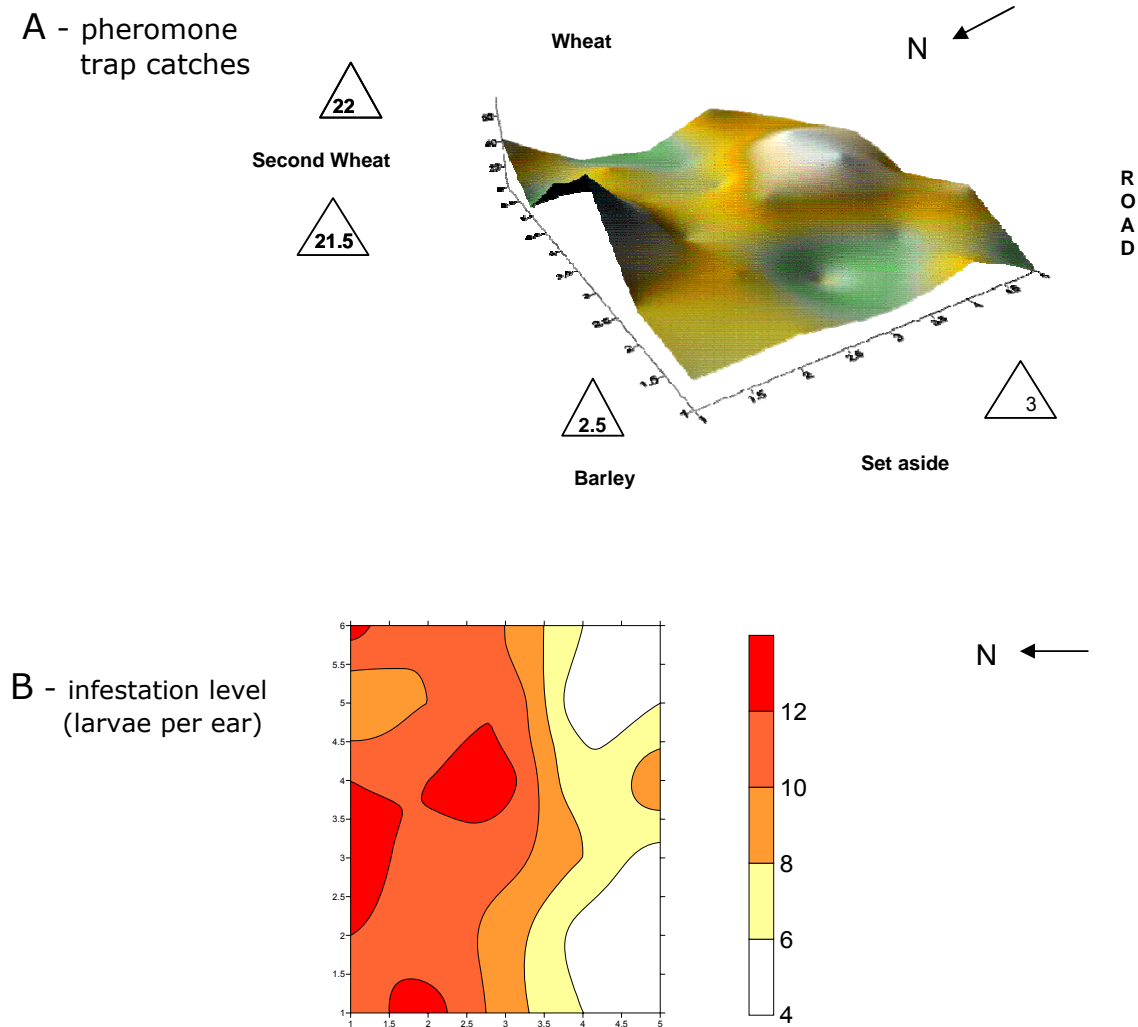 A - pheromone
trap catches
Wheat
N
22
Second Wheat
21.5
R
O
A
D
2.5
3
Barley
Set aside
B - infestation level
(larvae per ear)
N
6
5.5
5
4.5
4
3.5
3
2.5
2
1.5
1
1 1.5 2 2.5 3 3.5 4 4.5 5
12
10
8
6
4